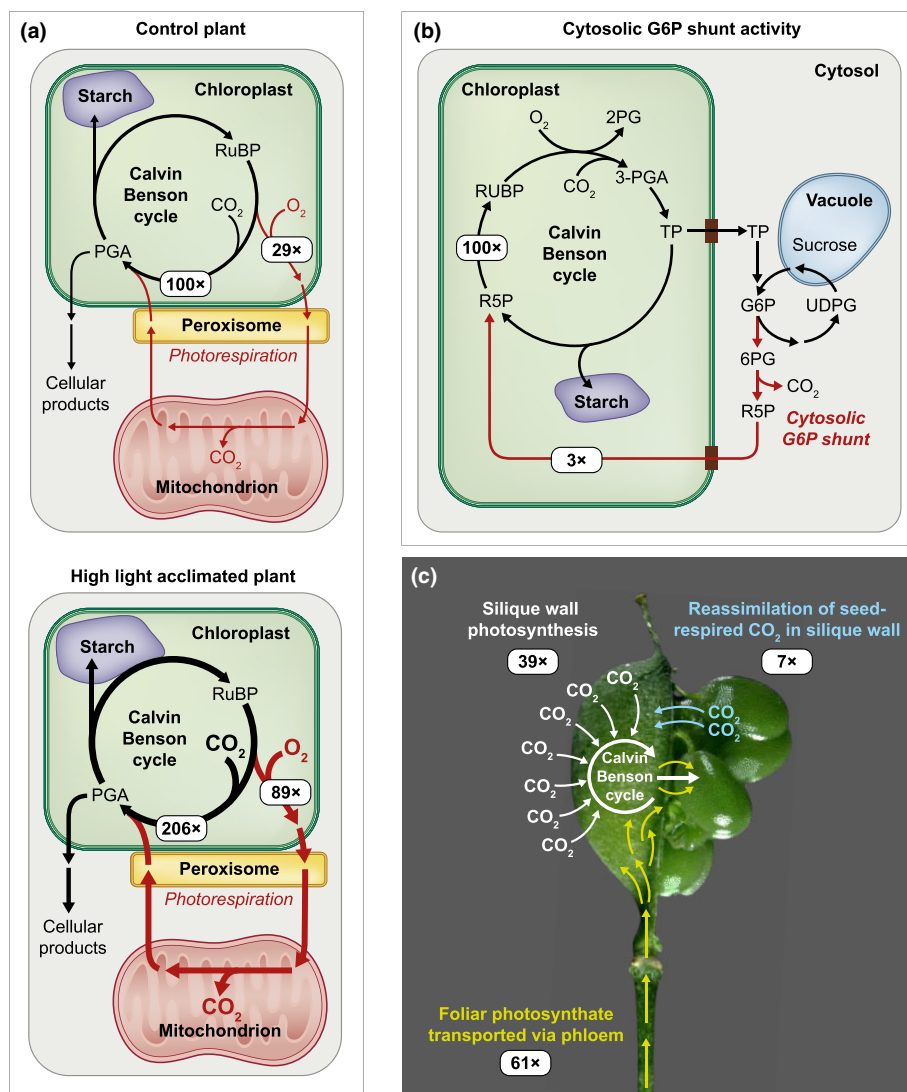 (a)
Control plant
Starch
Chloroplast
RuBP
Calvin
Benson
cycle
CO2
O2
29×
PGA
100×
Peroxisome
Photorespiration
Cellular
products
CO2
Mitochondrion
High light acclimated plant
Starch
Chloroplast
RuBP
Calvin
Benson
cycle
CO2
O2
89×
PGA
206×
Peroxisome
Photorespiration
Cellular
products
CO2
Mitochondrion
(b)
Cytosolic G6P shunt activity
Cytosol
Chloroplast
O2
2PG
RUBP
CO2
3-PGA
100×
Calvin
Benson
cycle
TP
TP
Vacuole
Sucrose
R5P
G6P
UDPG
6PG
CO2
Starch
R5P
Cytosolic
G6P shunt
3×
(c)
Silique wall
photosynthesis
39×
Reassimilation of seed-
respired CO2 in silique wall
7×
CO2
CO2
CO2
CO2
CO2
CO2
CO2
CO2
CO2
CO2
Calvin
Benson
cycle
Foliar photosynthate
transported via phloem
61×